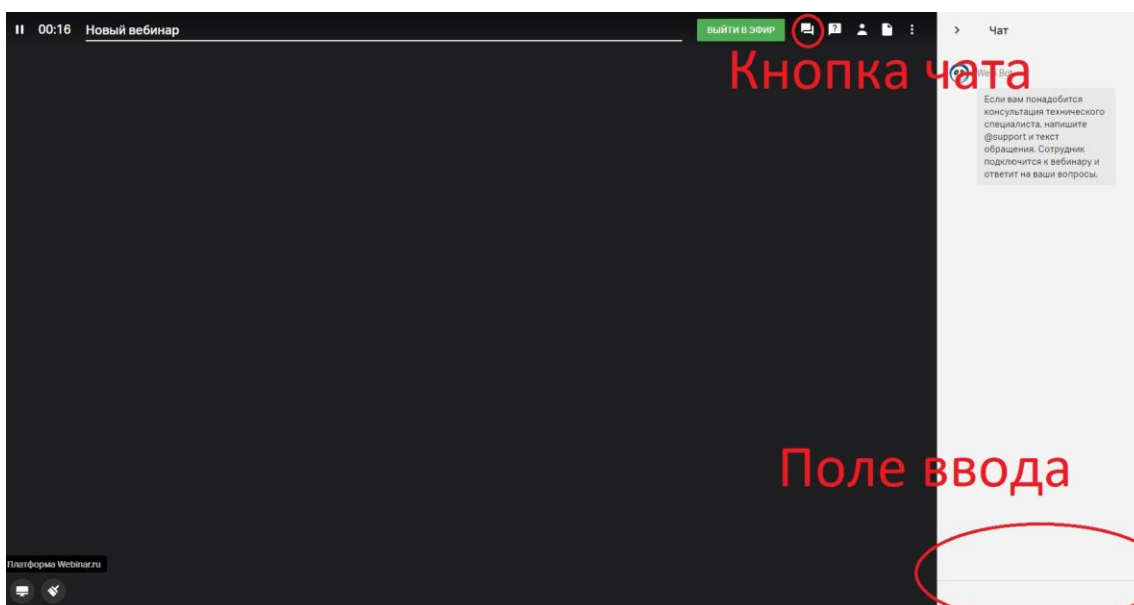 00:16 Новый вебинар
ВЫЙТИ В ЭФИР
Чат
Кнопка чата
Если вам понадобится
консультация технического
специалиста, напишите
@support и текст
обращения. Сотрудник
подключится к вебинару и
ответит на ваши вопросы.
Поле ввода
Платформа Webinar.ru